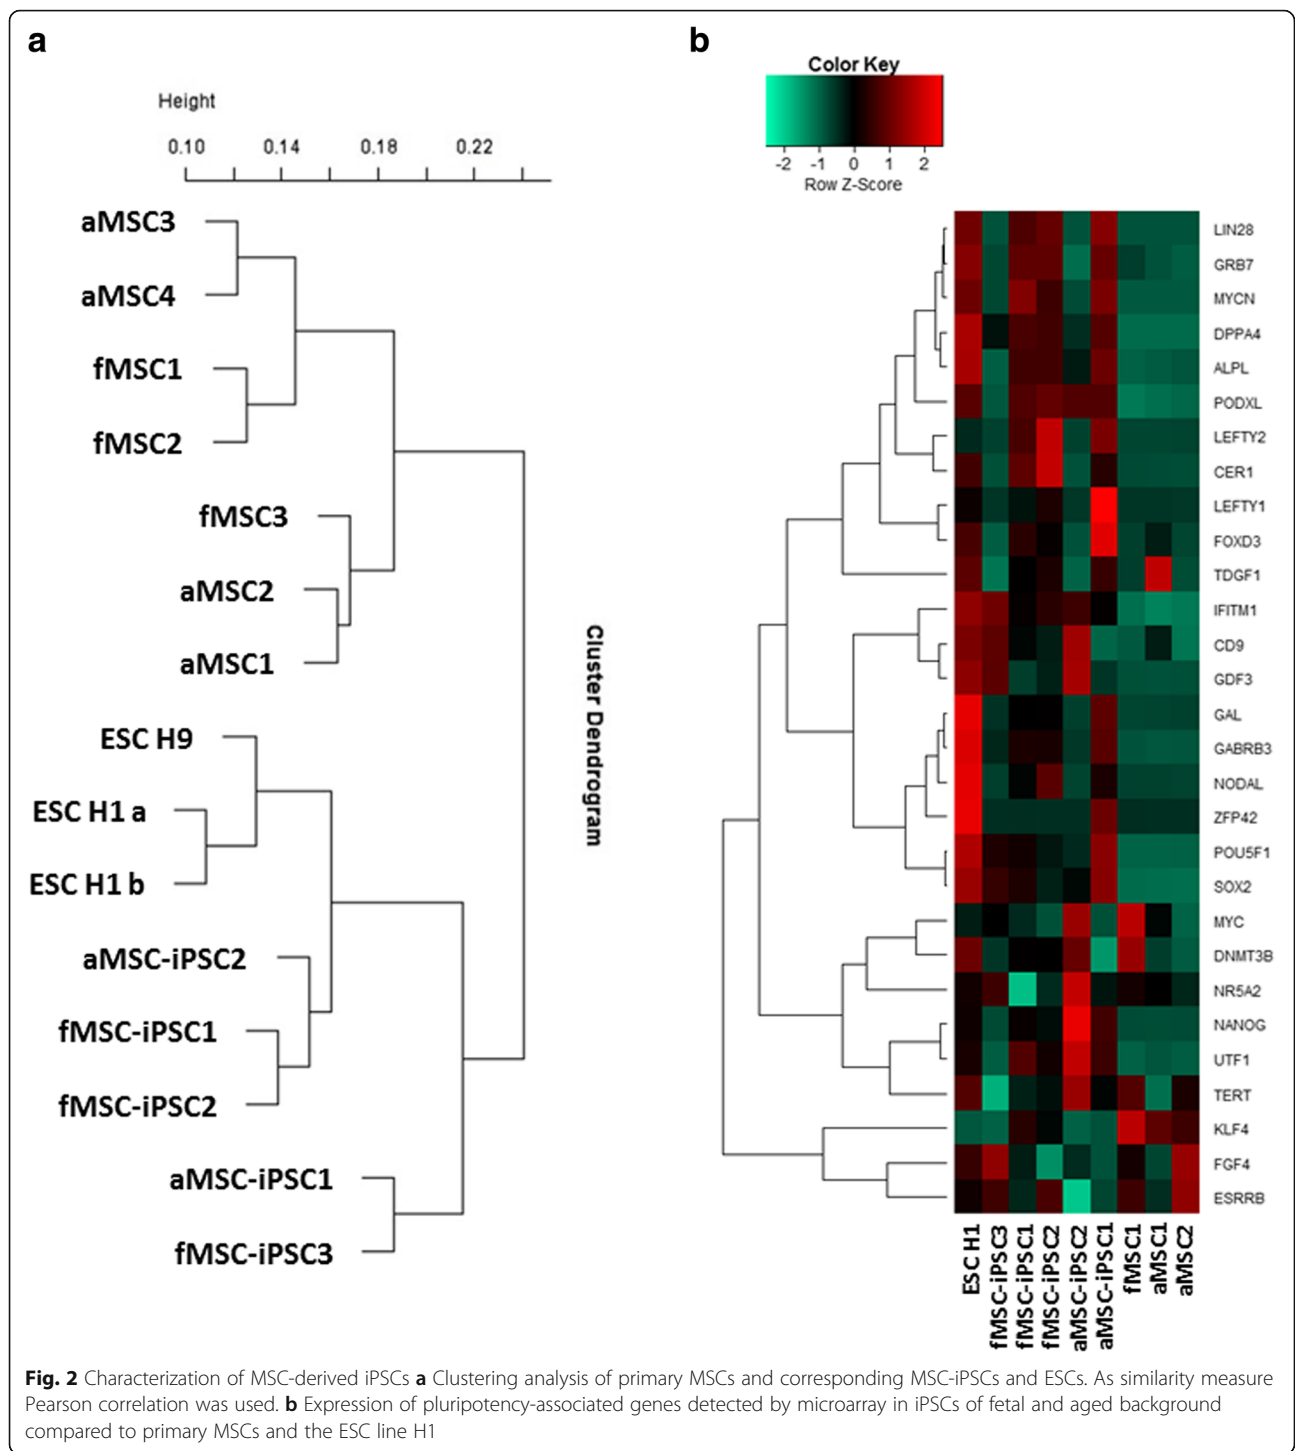 a
Height
0.10 0.14 0.18 0.22
aMSC3
aMSC4
fMSC1
fMSC2
fMSC3
aMSC2
aMSC1
ESC H9
ESC H1 a
ESC H1 b
aMSC-iPSC2
fMSC-iPSC1
fMSC-iPSC2
aMSC-iPSC1
fMSC-iPSC3
Cluster Dendrogram
b
Color Key
-2 -1 0 1 2
Row Z-Score
LIN28
GRB7
MYCN
DPPA4
ALPL
PODXL
LEFTY2
CER1
LEFTY1
FOXD3
TDGF1
IFITM1
CD9
GDF3
GAL
GABRB3
NODAL
ZFP42
POU5F1
SOX2
MYC
DNMT3B
NR5A2
NANOG
UTF1
TERT
KLF4
FGF4
ESRRB
ESC H1
fMSC-iPSC3
fMSC-iPSC1
fMSC-iPSC2
aMSC-iPSC2
aMSC-iPSC1
fMSC1
aMSC1
aMSC2
Fig. 2 Characterization of MSC-derived iPSCs a Clustering analysis of primary MSCs and corresponding MSC-iPSCs and ESCs. As similarity measure
Pearson correlation was used. b Expression of pluripotency-associated genes detected by microarray in iPSCs of fetal and aged background
compared to primary MSCs and the ESC line H1